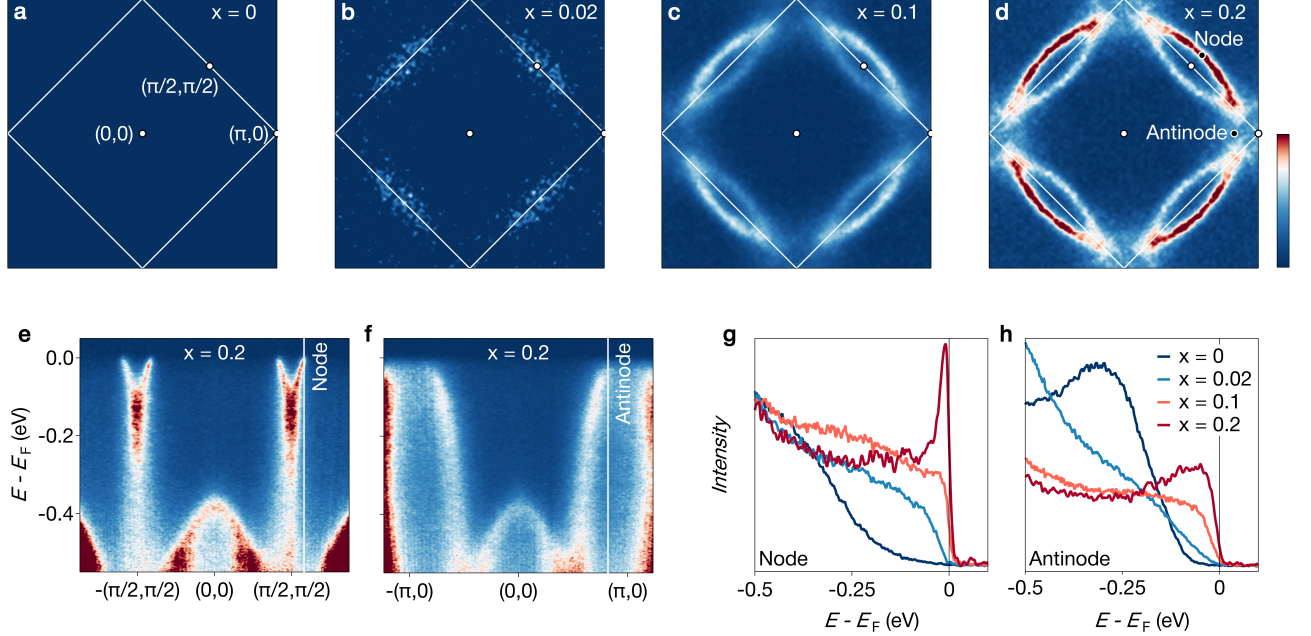 a
x = 0
(π/2,π/2)
(0,0)
(π,0)
b
x = 0.02
c
x = 0.1
d
x = 0.2
Node
Antinode
e
x = 0.2
Node
0.0
-0.2
-0.4
E - EF (eV)
-(π/2,π/2)
(0,0)
(π/2,π/2)
f
x = 0.2
Antinode
-(π,0)
(0,0)
(π,0)
g
Intensity
Node
-0.5
-0.25
0
E - EF (eV)
h
x = 0
x = 0.02
x = 0.1
x = 0.2
Antinode
-0.5
-0.25
0
E - EF (eV)